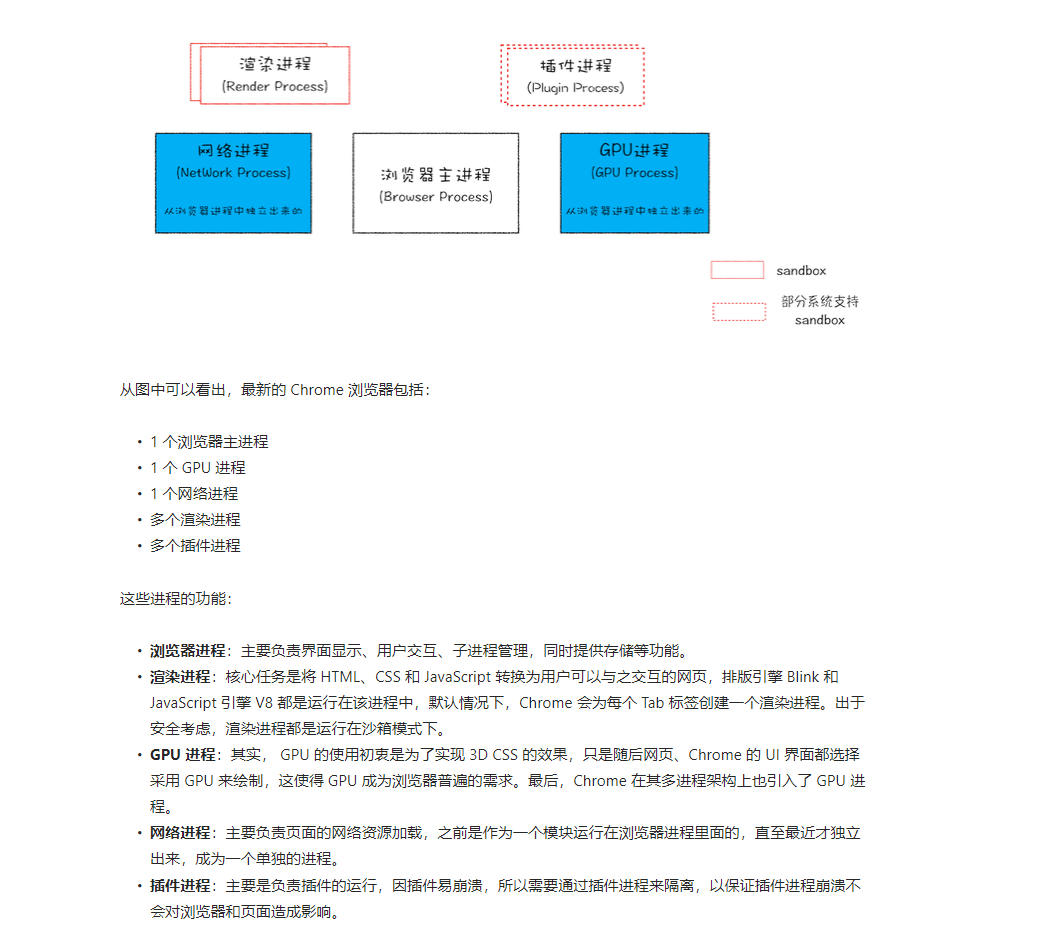 渲染进程
(Render Process)
插件进程
(Plugin Process)
网络进程
(NetWork Process)
从浏览器进程中独立出来的
浏览器主进程
(Browser Process)
GPU进程
(GPU Process)
从浏览器进程中独立出来的
sandbox
部分系统支持
sandbox
从图中可以看出，最新的 Chrome 浏览器包括：
• 1 个浏览器主进程
• 1 个 GPU 进程
• 1 个网络进程
• 多个渲染进程
• 多个插件进程
这些进程的功能：
• 浏览器进程：主要负责界面显示、用户交互、子进程管理，同时提供存储等功能。
• 渲染进程：核心任务是将 HTML、CSS 和 JavaScript 转换为用户可以与之交互的网页，排版引擎 Blink 和
JavaScript 引擎 V8 都是运行在该进程中，默认情况下，Chrome 会为每个 Tab 标签创建一个渲染进程。出于
安全考虑，渲染进程都是运行在沙箱模式下。
• GPU 进程：其实， GPU 的使用初衷是为了实现 3D CSS 的效果，只是随后网页、Chrome 的 UI 界面都选择
采用 GPU 来绘制，这使得 GPU 成为浏览器普遍的需求。最后，Chrome 在其多进程架构上也引入了 GPU 进
程。
• 网络进程：主要负责页面的网络资源加载，之前是作为一个模块运行在浏览器进程里面的，直至最近才独立
出来，成为一个单独的进程。
• 插件进程：主要是负责插件的运行，因插件易崩溃，所以需要通过插件进程来隔离，以保证插件进程崩溃不
会对浏览器和页面造成影响。